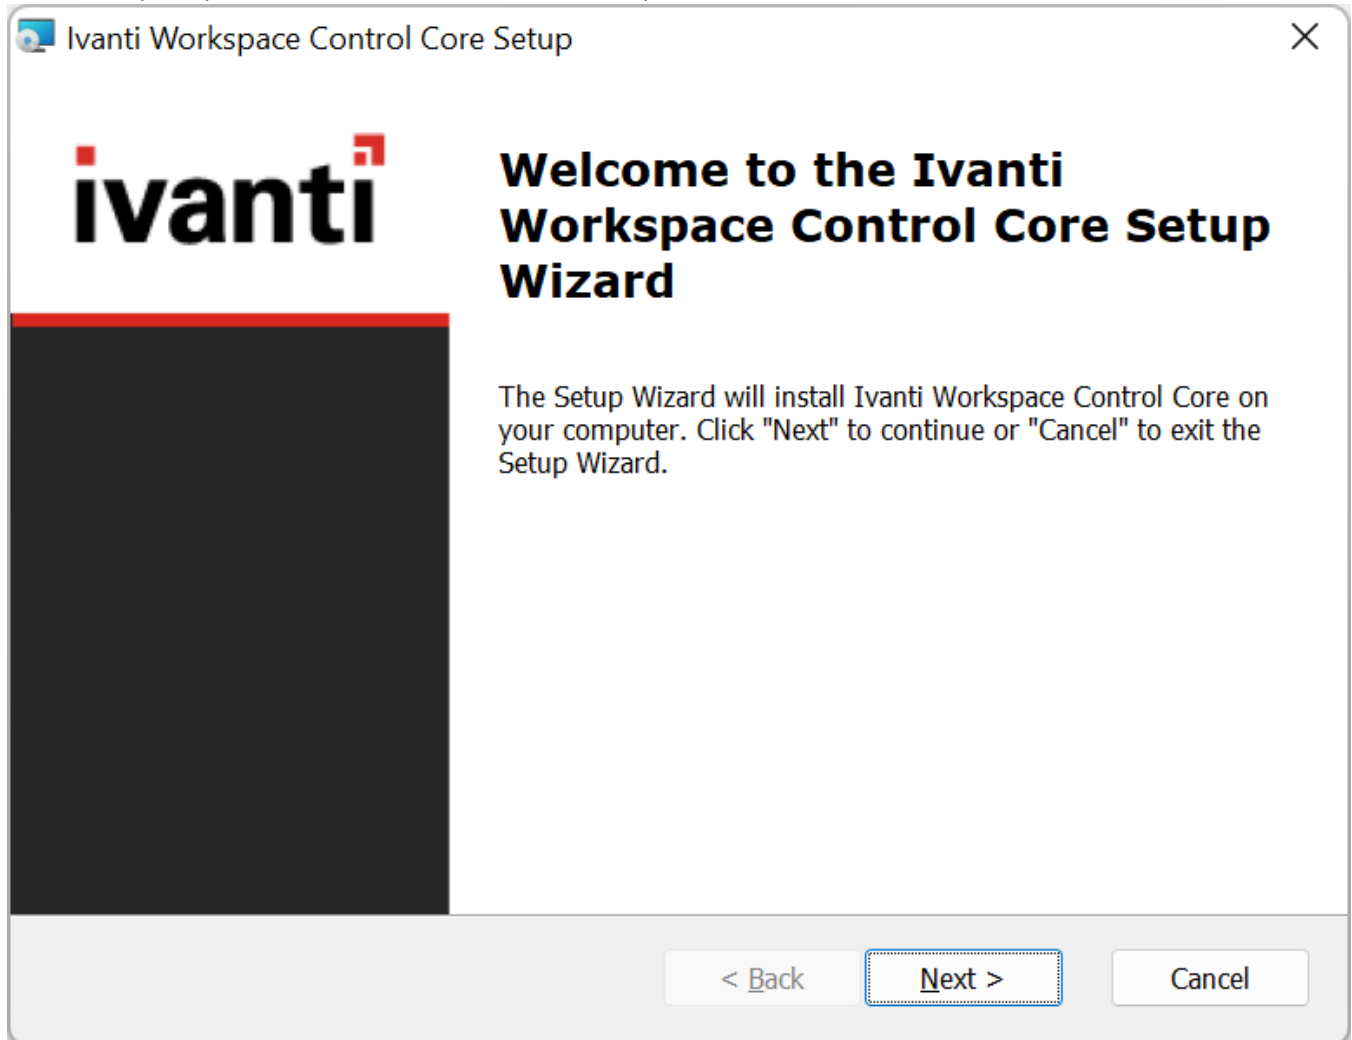 Ivanti Workspace Control Core Setup
ivanti
Welcome to the Ivanti
Workspace Control Core Setup
Wizard
The Setup Wizard will install Ivanti Workspace Control Core on
your computer. Click "Next" to continue or "Cancel" to exit the
Setup Wizard.
< Back
Next >
Cancel